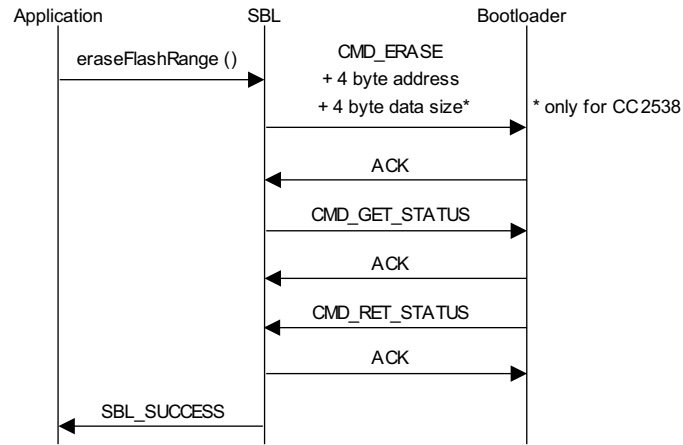 Application SBL Bootloader
eraseFlashRange () CMD_ERASE
+ 4 byte address
+ 4 byte data size* * only for CC2538
ACK
CMD_GET_STATUS
ACK
CMD_RET_STATUS
ACK
SBL_SUCCESS